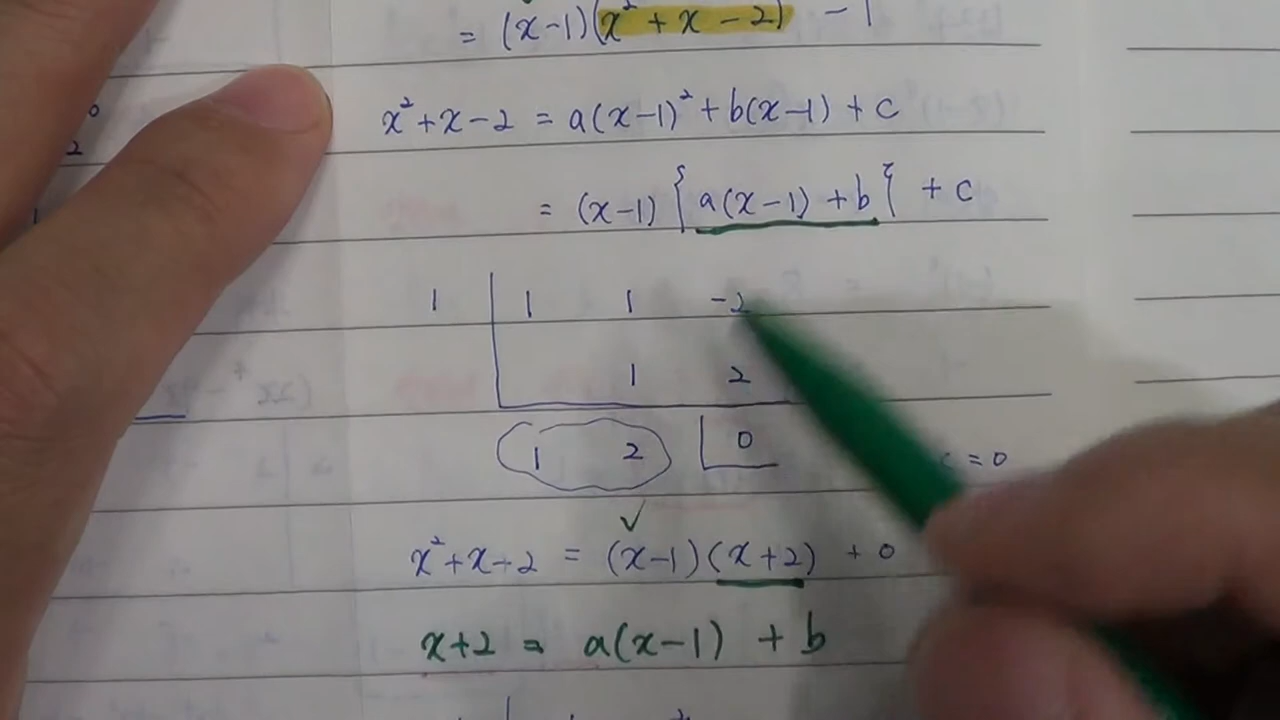 = (x-1)(x²+x-2) -1
x²+x-2 = a(x-1)²+b(x-1)+c
= (x-1){a(x-1)+b}+c
1 | 1 1 -2
1 2
1 2 | 0
c=0
✓
x²+x-2 = (x-1)(x+2)+0
x+2 = a(x-1)+b